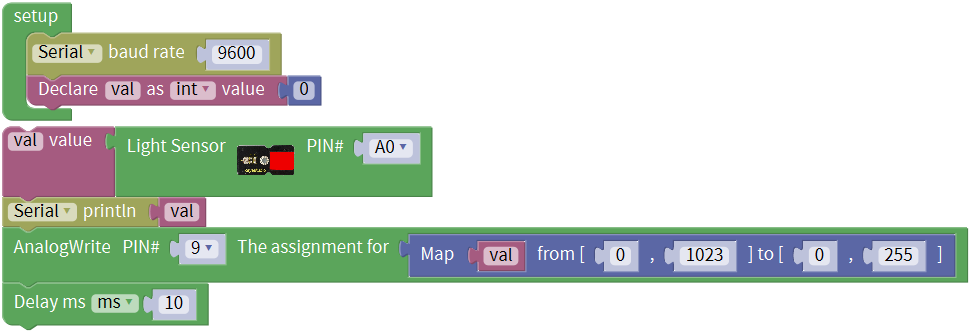 setup
Serial baud rate 9600
Declare val as int value 0
val value Light Sensor PIN# A0
Serial println val
AnalogWrite PIN# 9 The assignment for Map val from [ 0 , 1023 ] to [ 0 , 255 ]
Delay ms ms 10